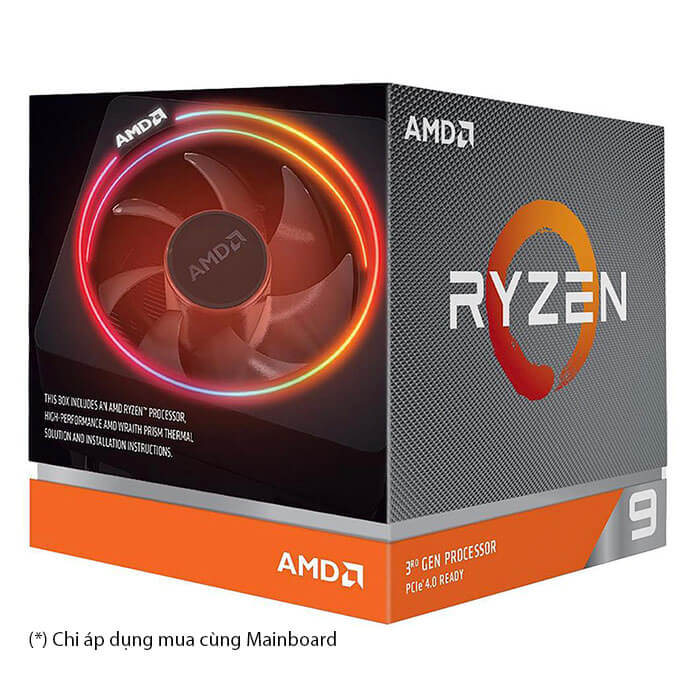 AMD
AMD
THIS BOX INCLUDES AN AMD RYZEN™ PROCESSOR,
HIGH-PERFORMANCE AMD WRAITH PRISM THERMAL
SOLUTION AND INSTALLATION INSTRUCTIONS.
AMD
AMD
RYZEN
9
3RD GEN PROCESSOR
PCIe® 4.0 READY
(*) Chi áp dụng mua cùng Mainboard